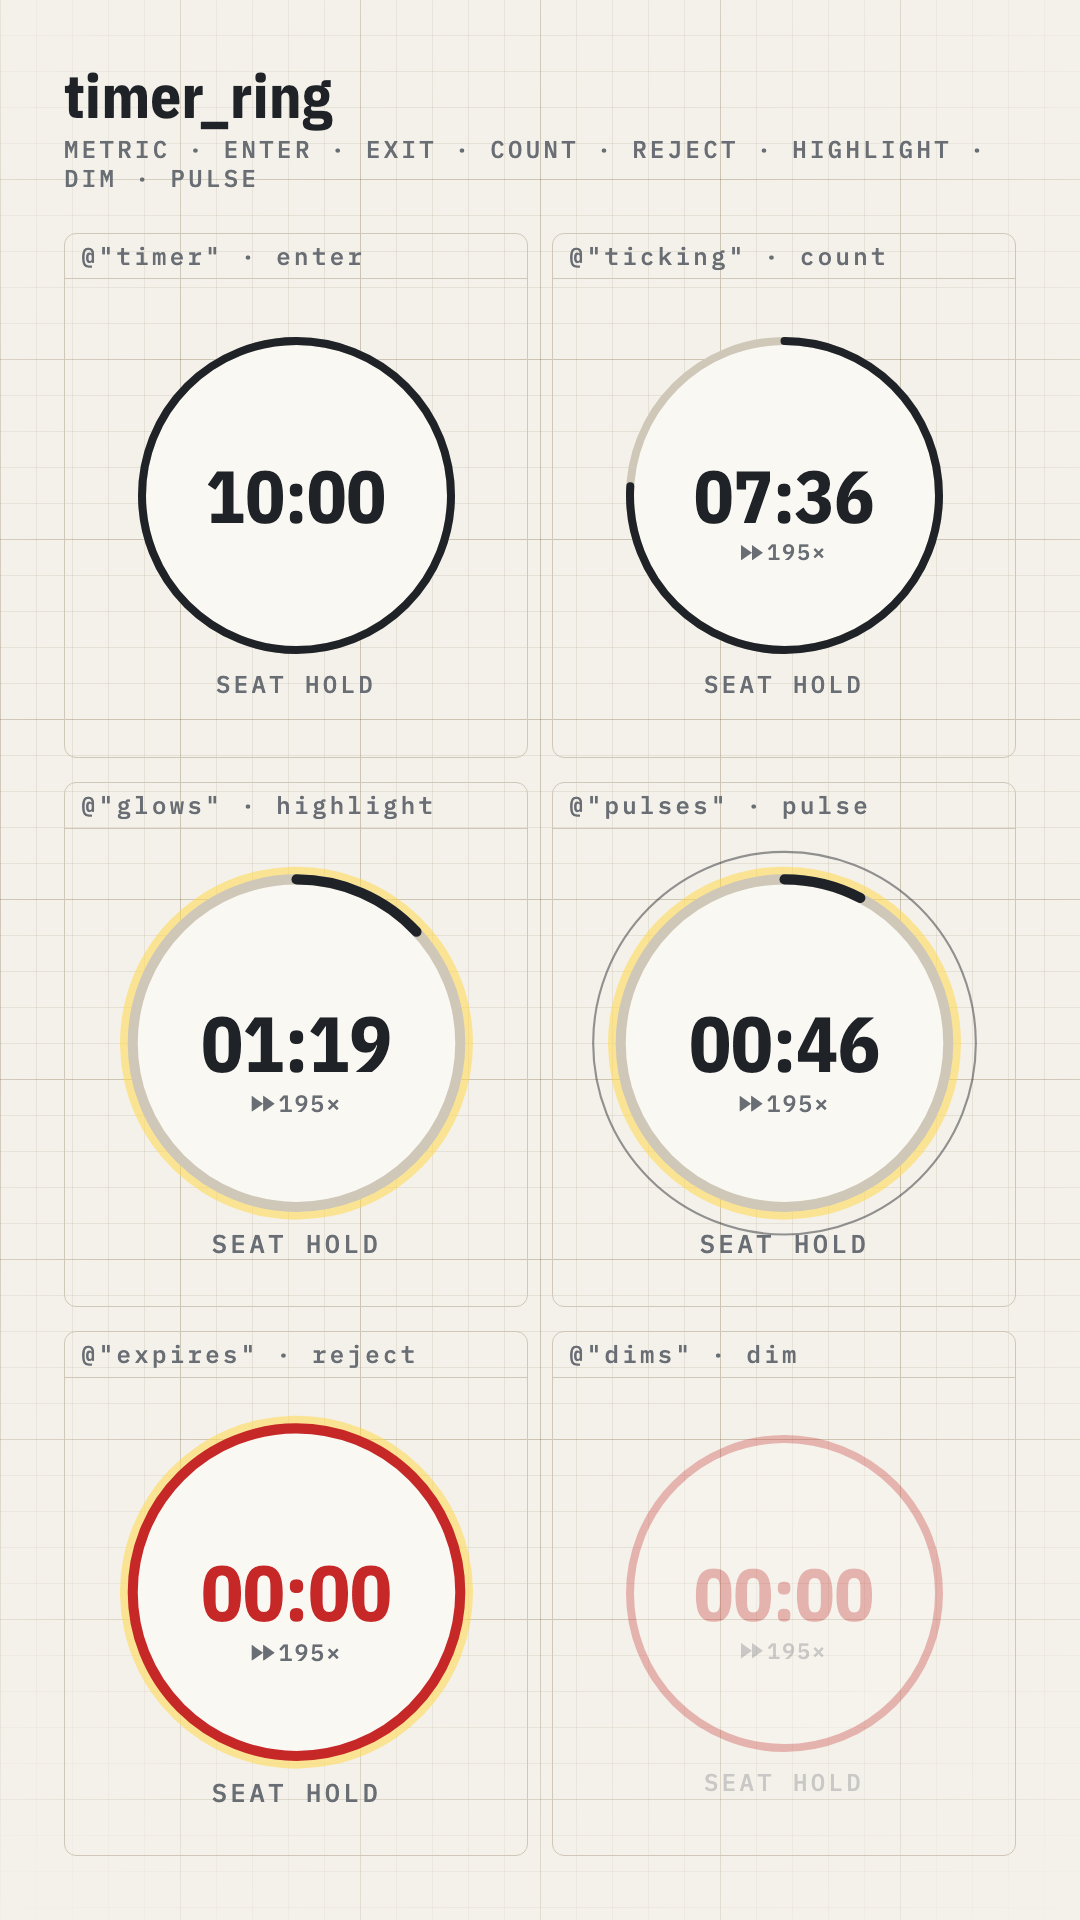 timer_ring
METRIC · ENTER · EXIT · COUNT · REJECT · HIGHLIGHT ·
DIM · PULSE
@"timer" · enter
@"ticking" · count
10:00
SEAT HOLD
07:36
195×
SEAT HOLD
@"glows" · highlight
@"pulses" · pulse
01:19
195×
SEAT HOLD
00:46
195×
SEAT HOLD
@"expires" · reject
@"dims" · dim
00:00
195×
SEAT HOLD
00:00
195×
SEAT HOLD